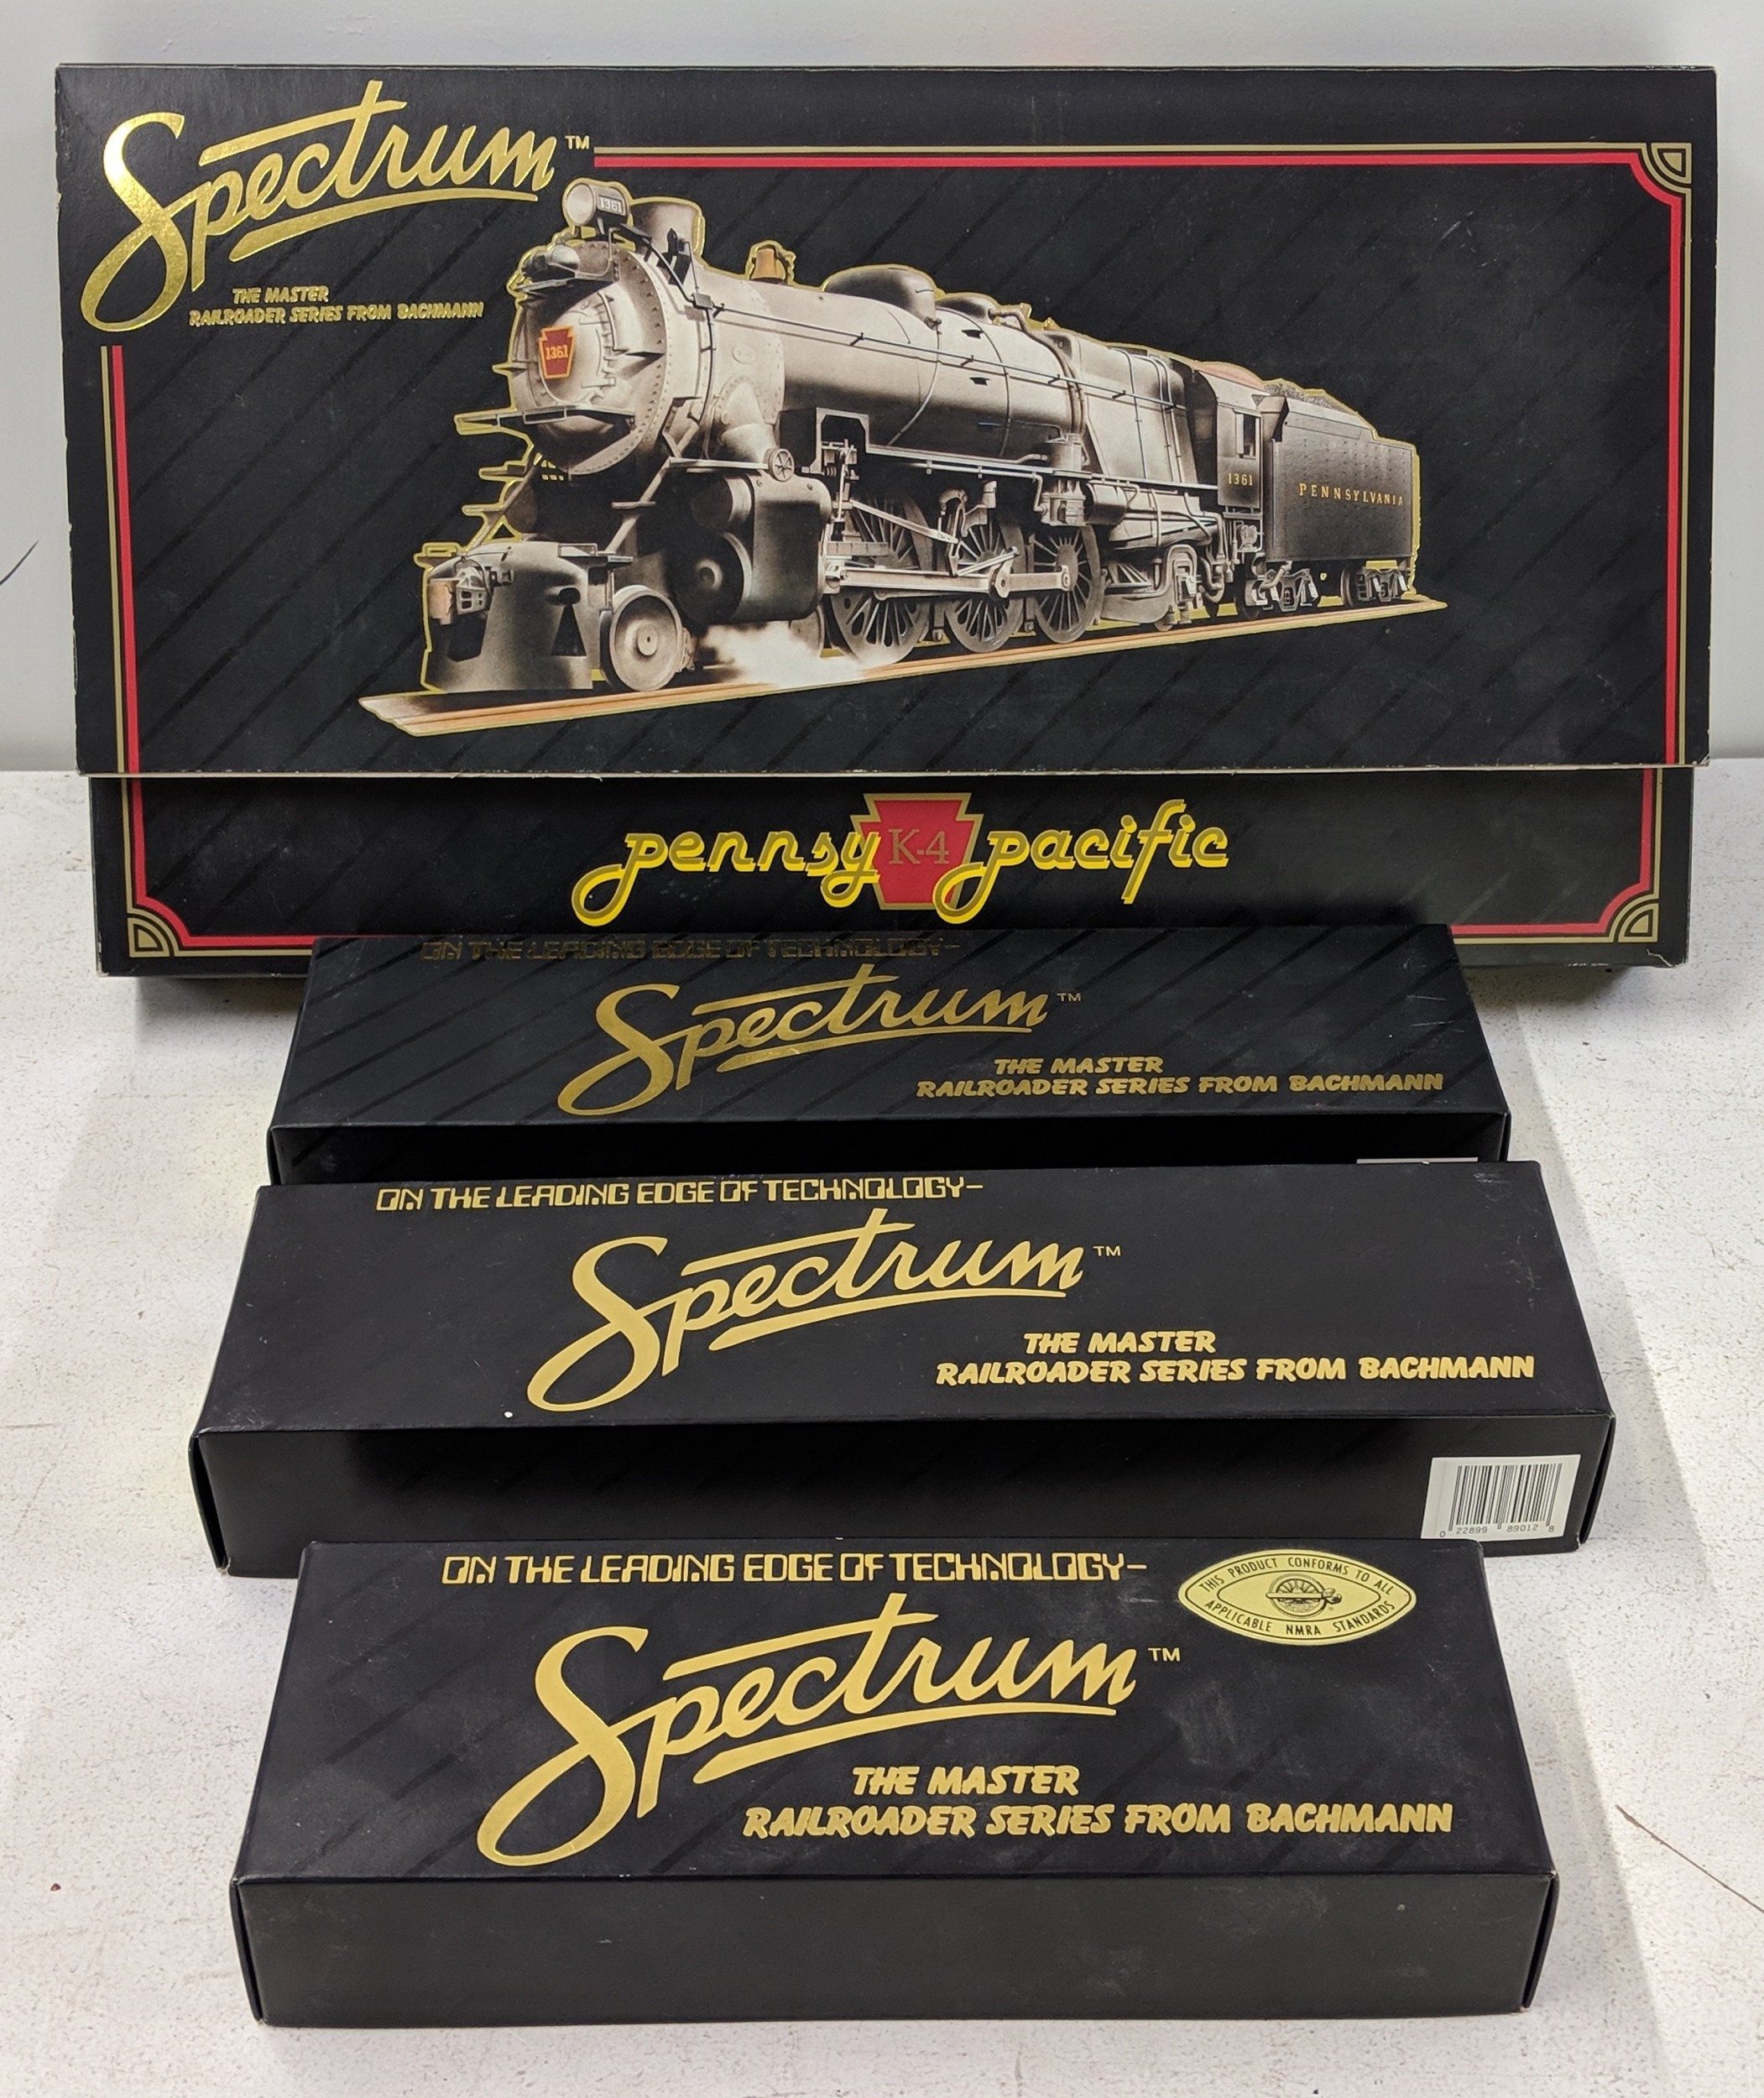 Spectrum™
THE MASTER
RAILROADER SERIES FROM BACHMANN
1361
1361
1361
PENNSYLVANIA
pennsy K-4 pacific
ON THE LEADING EDGE OF TECHNOLOGY–
Spectrum™
THE MASTER
RAILROADER SERIES FROM BACHMANN
ON THE LEADING EDGE OF TECHNOLOGY–
Spectrum™
THE MASTER
RAILROADER SERIES FROM BACHMANN
0 22899 89012 8
ON THE LEADING EDGE OF TECHNOLOGY–
THIS PRODUCT CONFORMS TO ALL
APPLICABLE NMRA STANDARDS
Spectrum™
THE MASTER
RAILROADER SERIES FROM BACHMANN